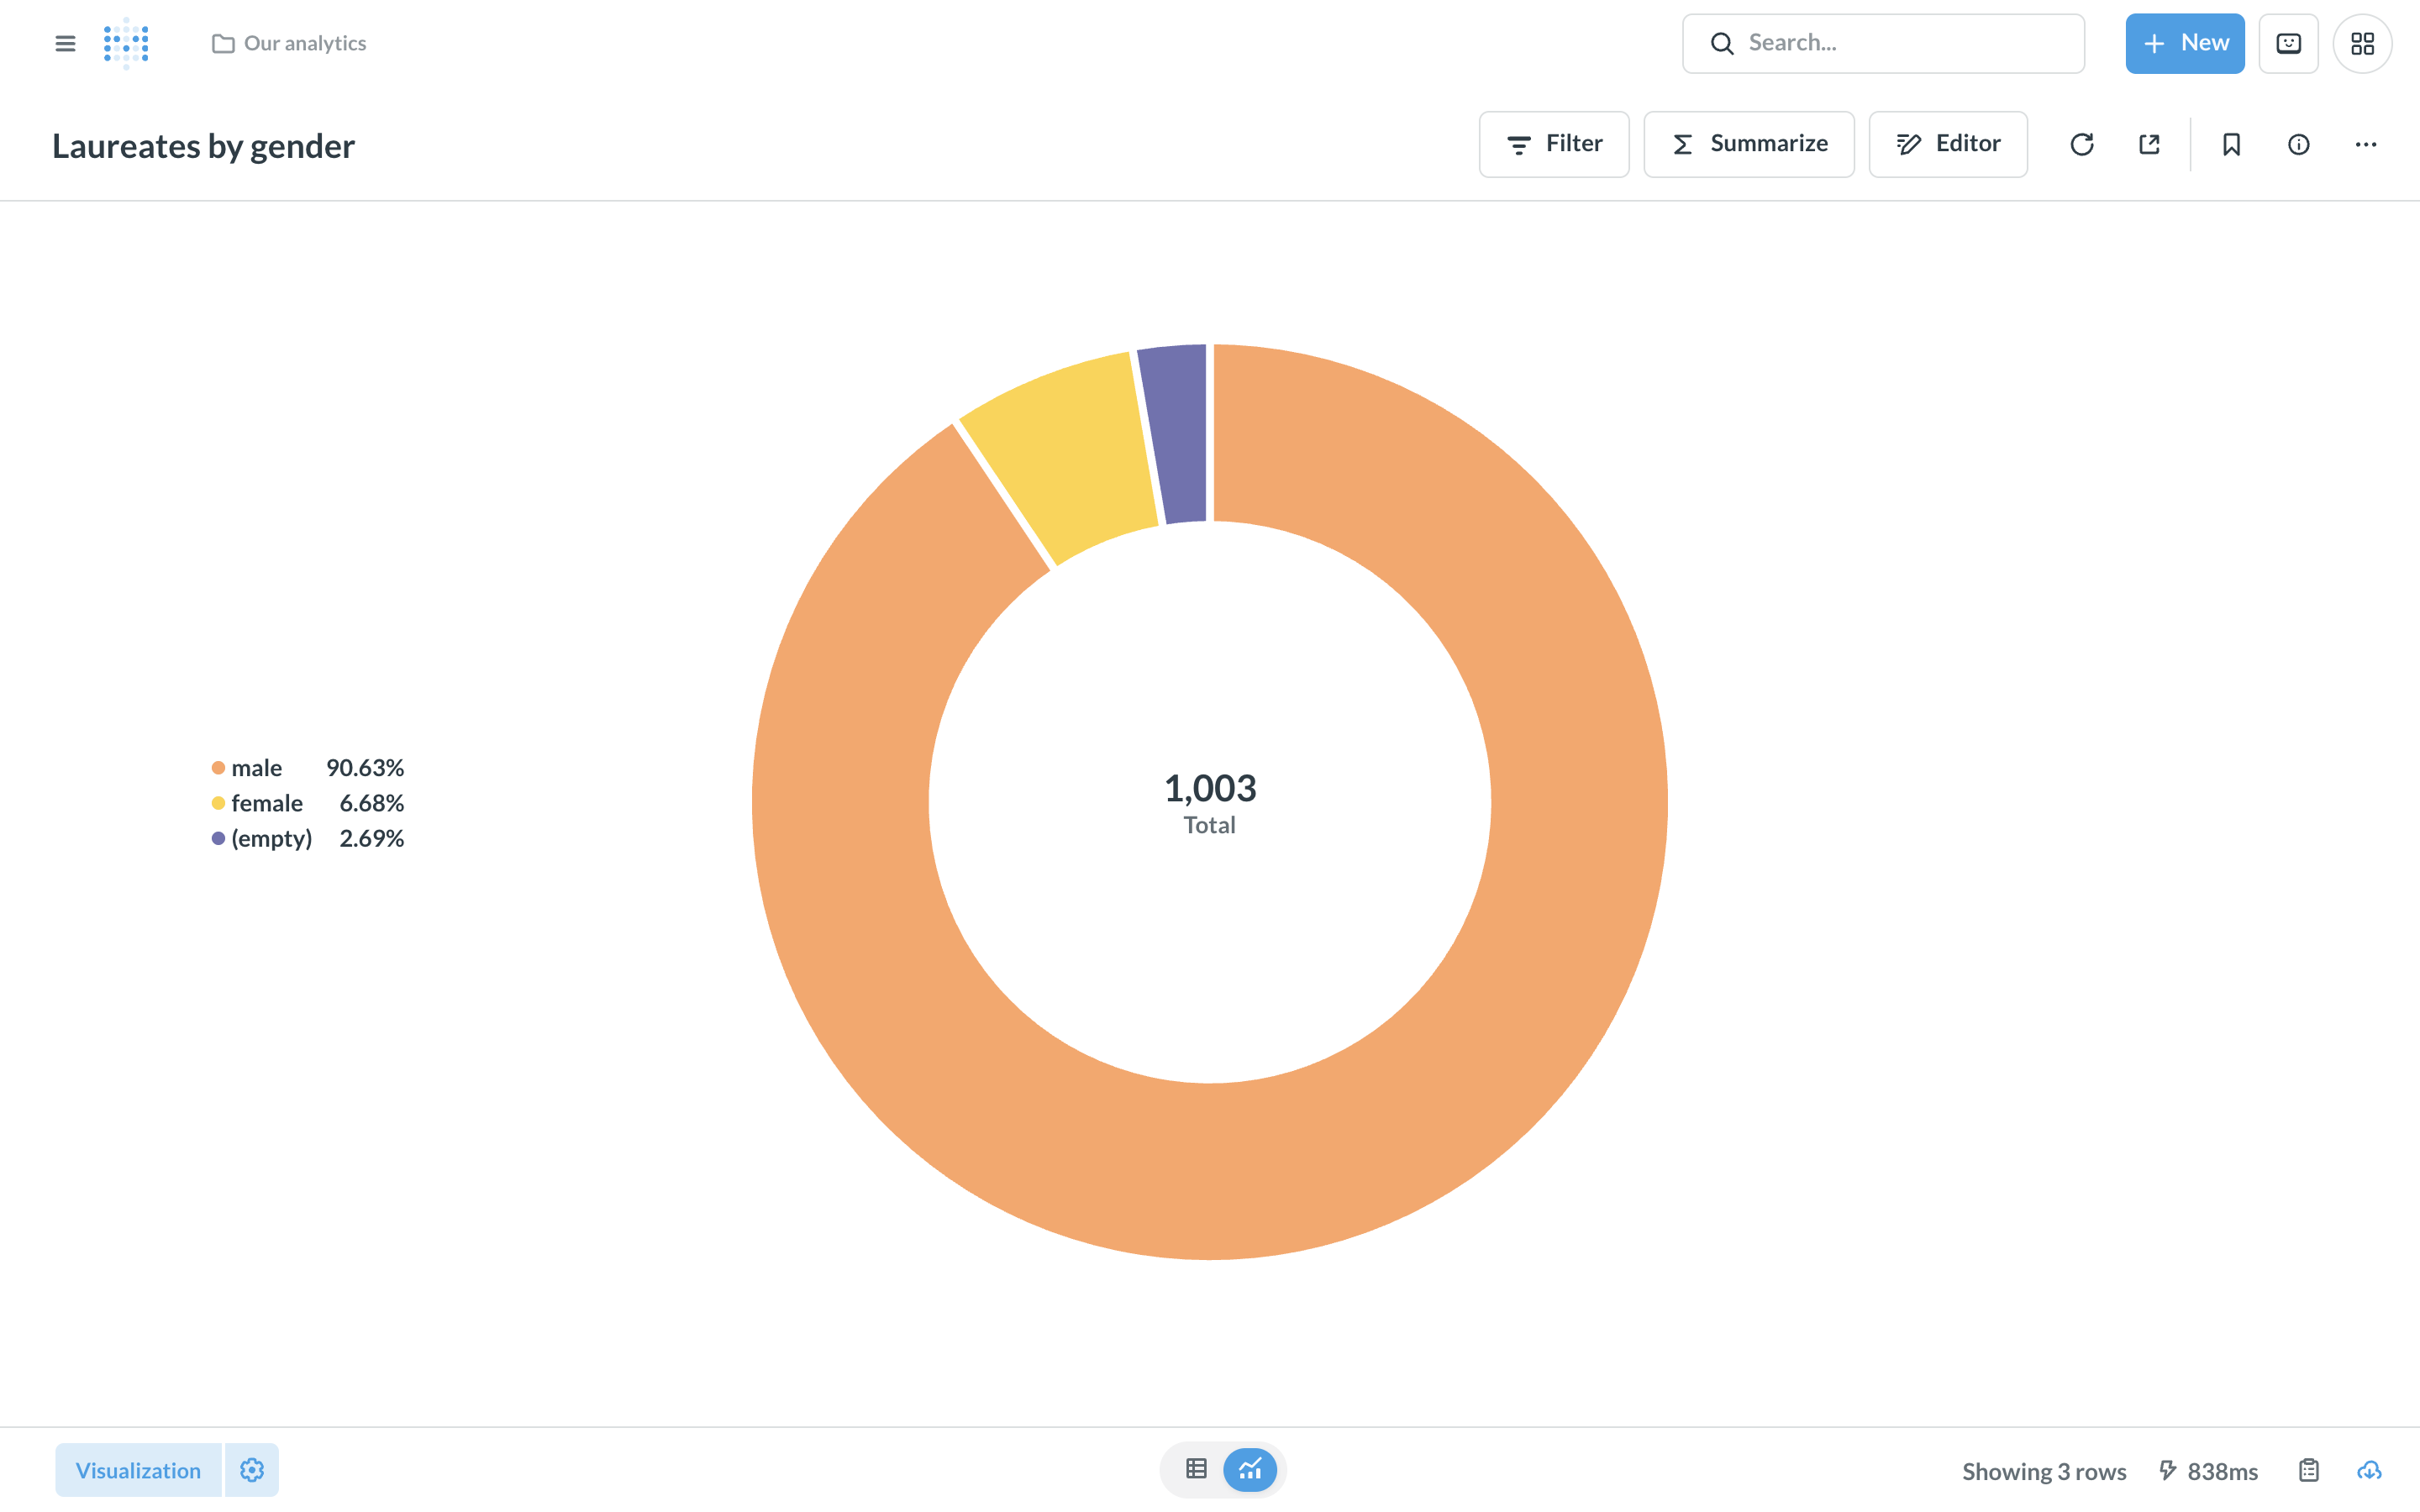 Our analytics
Search...
New
Laureates by gender
Filter
Summarize
Editor
male 90.63%
female 6.68%
(empty) 2.69%
1,003
Total
Visualization
Showing 3 rows
838ms